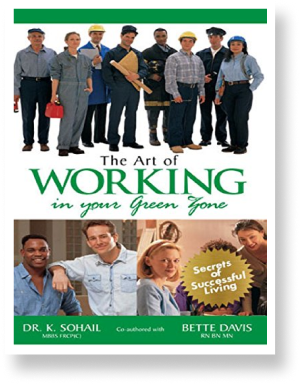 The Art of
WORKING
in your Green Zone
Secrets
of
Successful
Living
DR. K. SOHAIL
MBBS FRCP(C)
Co-authored with
BETTE DAVIS
RN BN MN